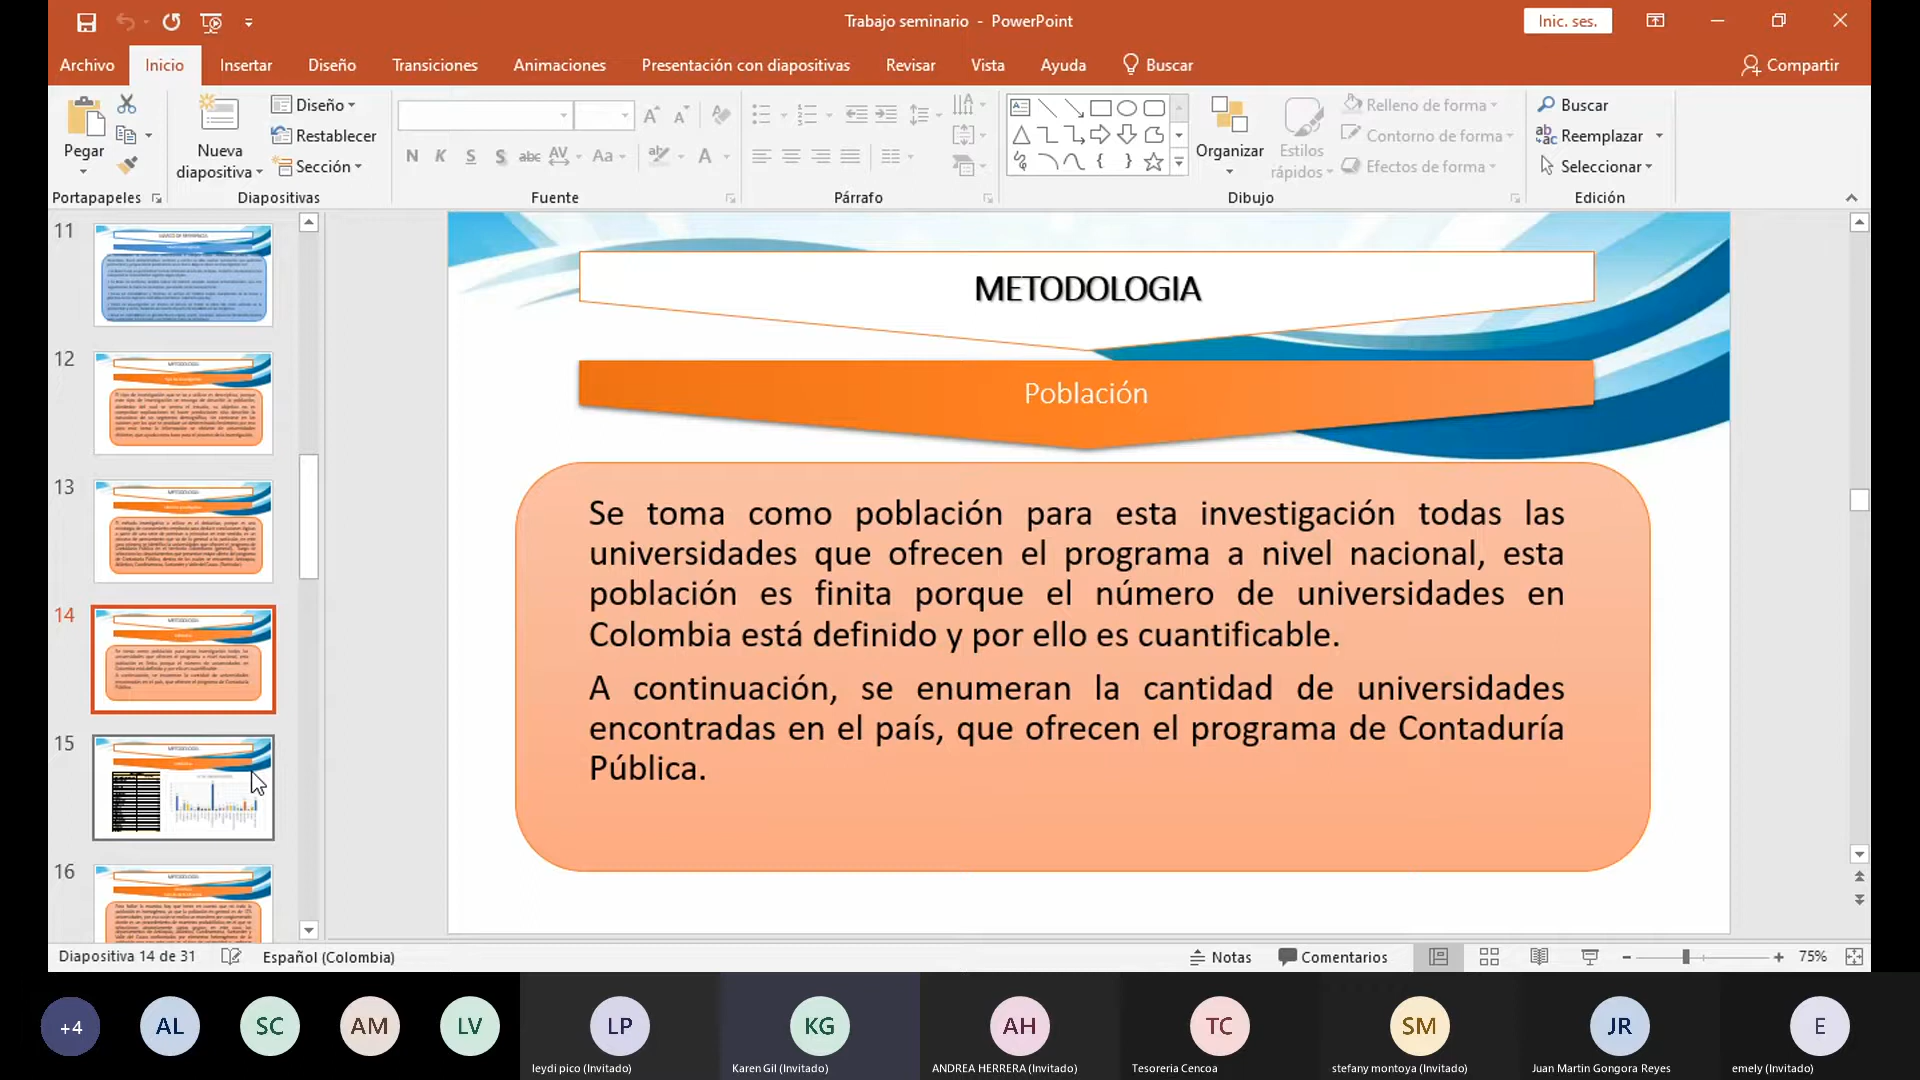 Trabajo seminario - PowerPoint
Inic. ses.
Archivo Inicio Insertar Diseño Transiciones Animaciones Presentación con diapositivas Revisar Vista Ayuda Buscar Compartir
Pegar
Portapapeles
Nueva diapositiva
Diseño
Restablecer
Sección
Diapositivas
N K S S abc AV Aa A
Fuente
Párrafo
Organizar
Estilos rápidos
Relleno de forma
Contorno de forma
Efectos de forma
Dibujo
Buscar
Reemplazar
Seleccionar
Edición
11
12
13
14
15
16
METODOLOGIA
Población
Se toma como población para esta investigación todas las
universidades que ofrecen el programa a nivel nacional, esta
población es finita porque el número de universidades en
Colombia está definido y por ello es cuantificable.
A continuación, se enumeran la cantidad de universidades
encontradas en el país, que ofrecen el programa de Contaduría
Pública.
Diapositiva 14 de 31 Español (Colombia) Notas Comentarios 75%
+4 AL SC AM LV LP KG AH TC SM JR E
leydi pico (Invitado) Karen Gil (Invitado) ANDREA HERRERA (Invitado) Tesoreria Cencoa stefany montoya (Invitado) Juan Martin Gongora Reyes emely (Invitado)